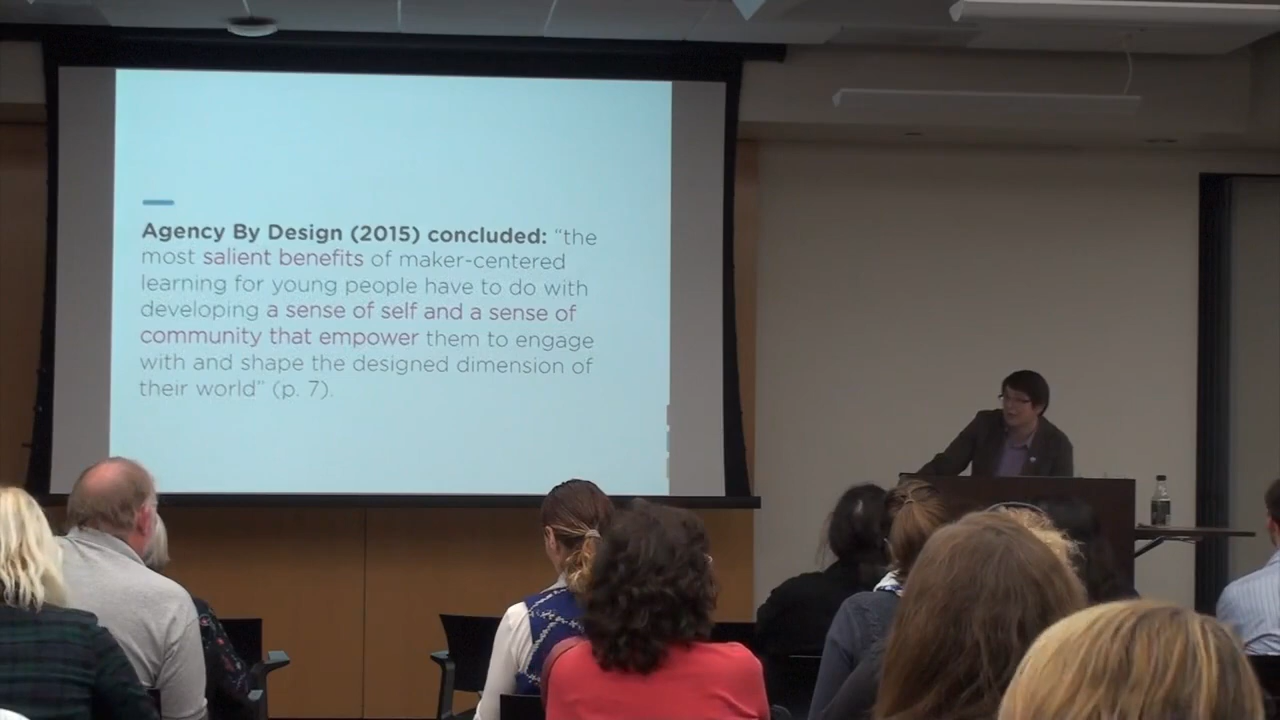 Agency By Design (2015) concluded: “the
most salient benefits of maker-centered
learning for young people have to do with
developing a sense of self and a sense of
community that empower them to engage
with and shape the designed dimension of
their world” (p. 7).